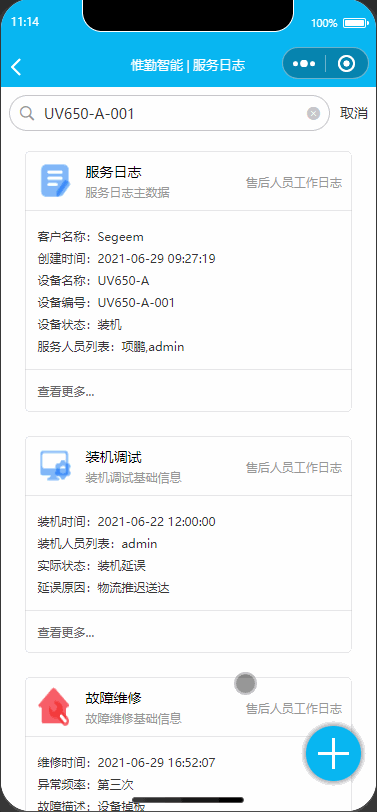 11:14
100%
惟勤智能 | 服务日志
UV650-A-001
取消
服务日志
服务日志主数据
售后人员工作日志
客户名称：Segeem
创建时间：2021-06-29 09:27:19
设备名称：UV650-A
设备编号：UV650-A-001
设备状态：装机
服务人员列表：项鹏,admin
查看更多...
装机调试
装机调试基础信息
售后人员工作日志
装机时间：2021-06-22 12:00:00
装机人员列表：admin
实际状态：装机延误
延误原因：物流推迟送达
查看更多...
故障维修
故障维修基础信息
售后人员工作日志
维修时间：2021-06-29 16:52:07
异常频率：第三次
故障描述：设备掉板